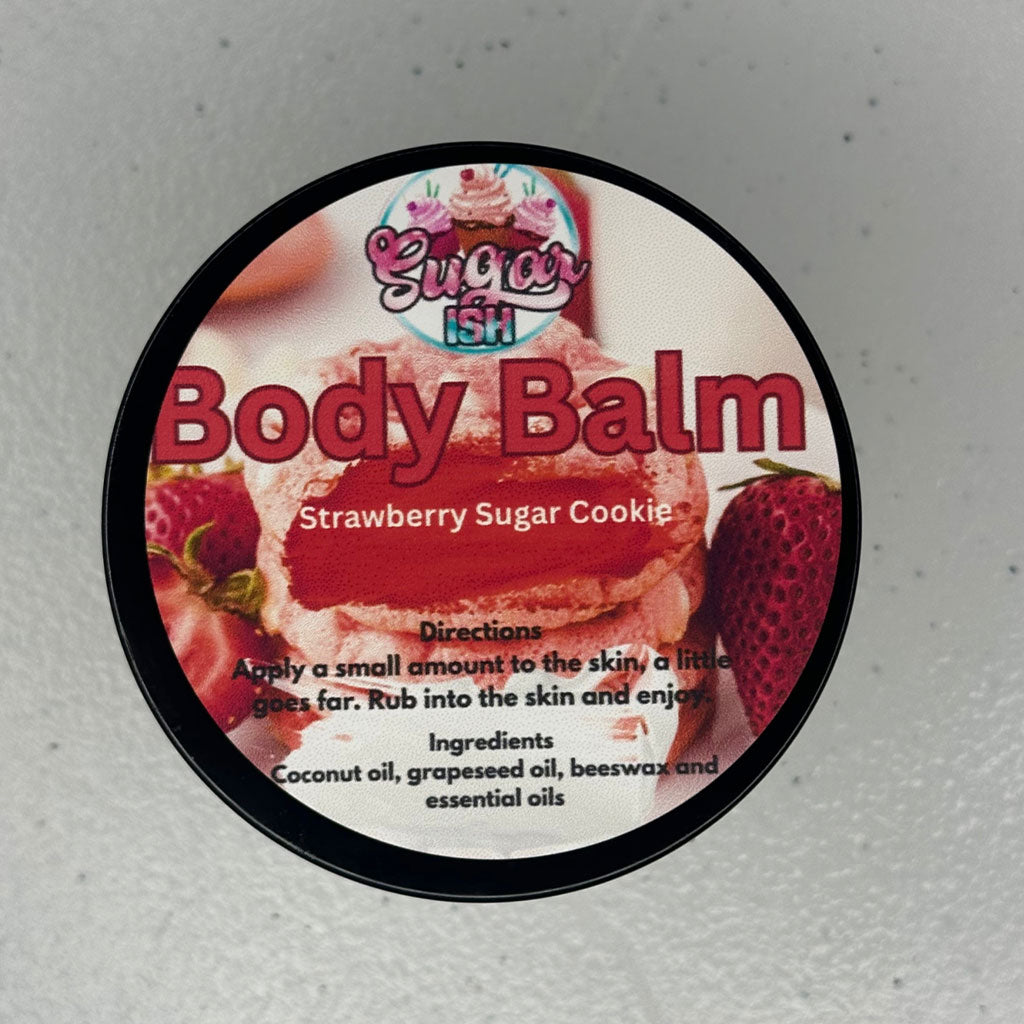 Sugar
ISH
Body Balm
Strawberry Sugar Cookie
Directions
Apply a small amount to the skin, a little
goes far. Rub into the skin and enjoy.
Ingredients
Coconut oil, grapeseed oil, beeswax and
essential oils